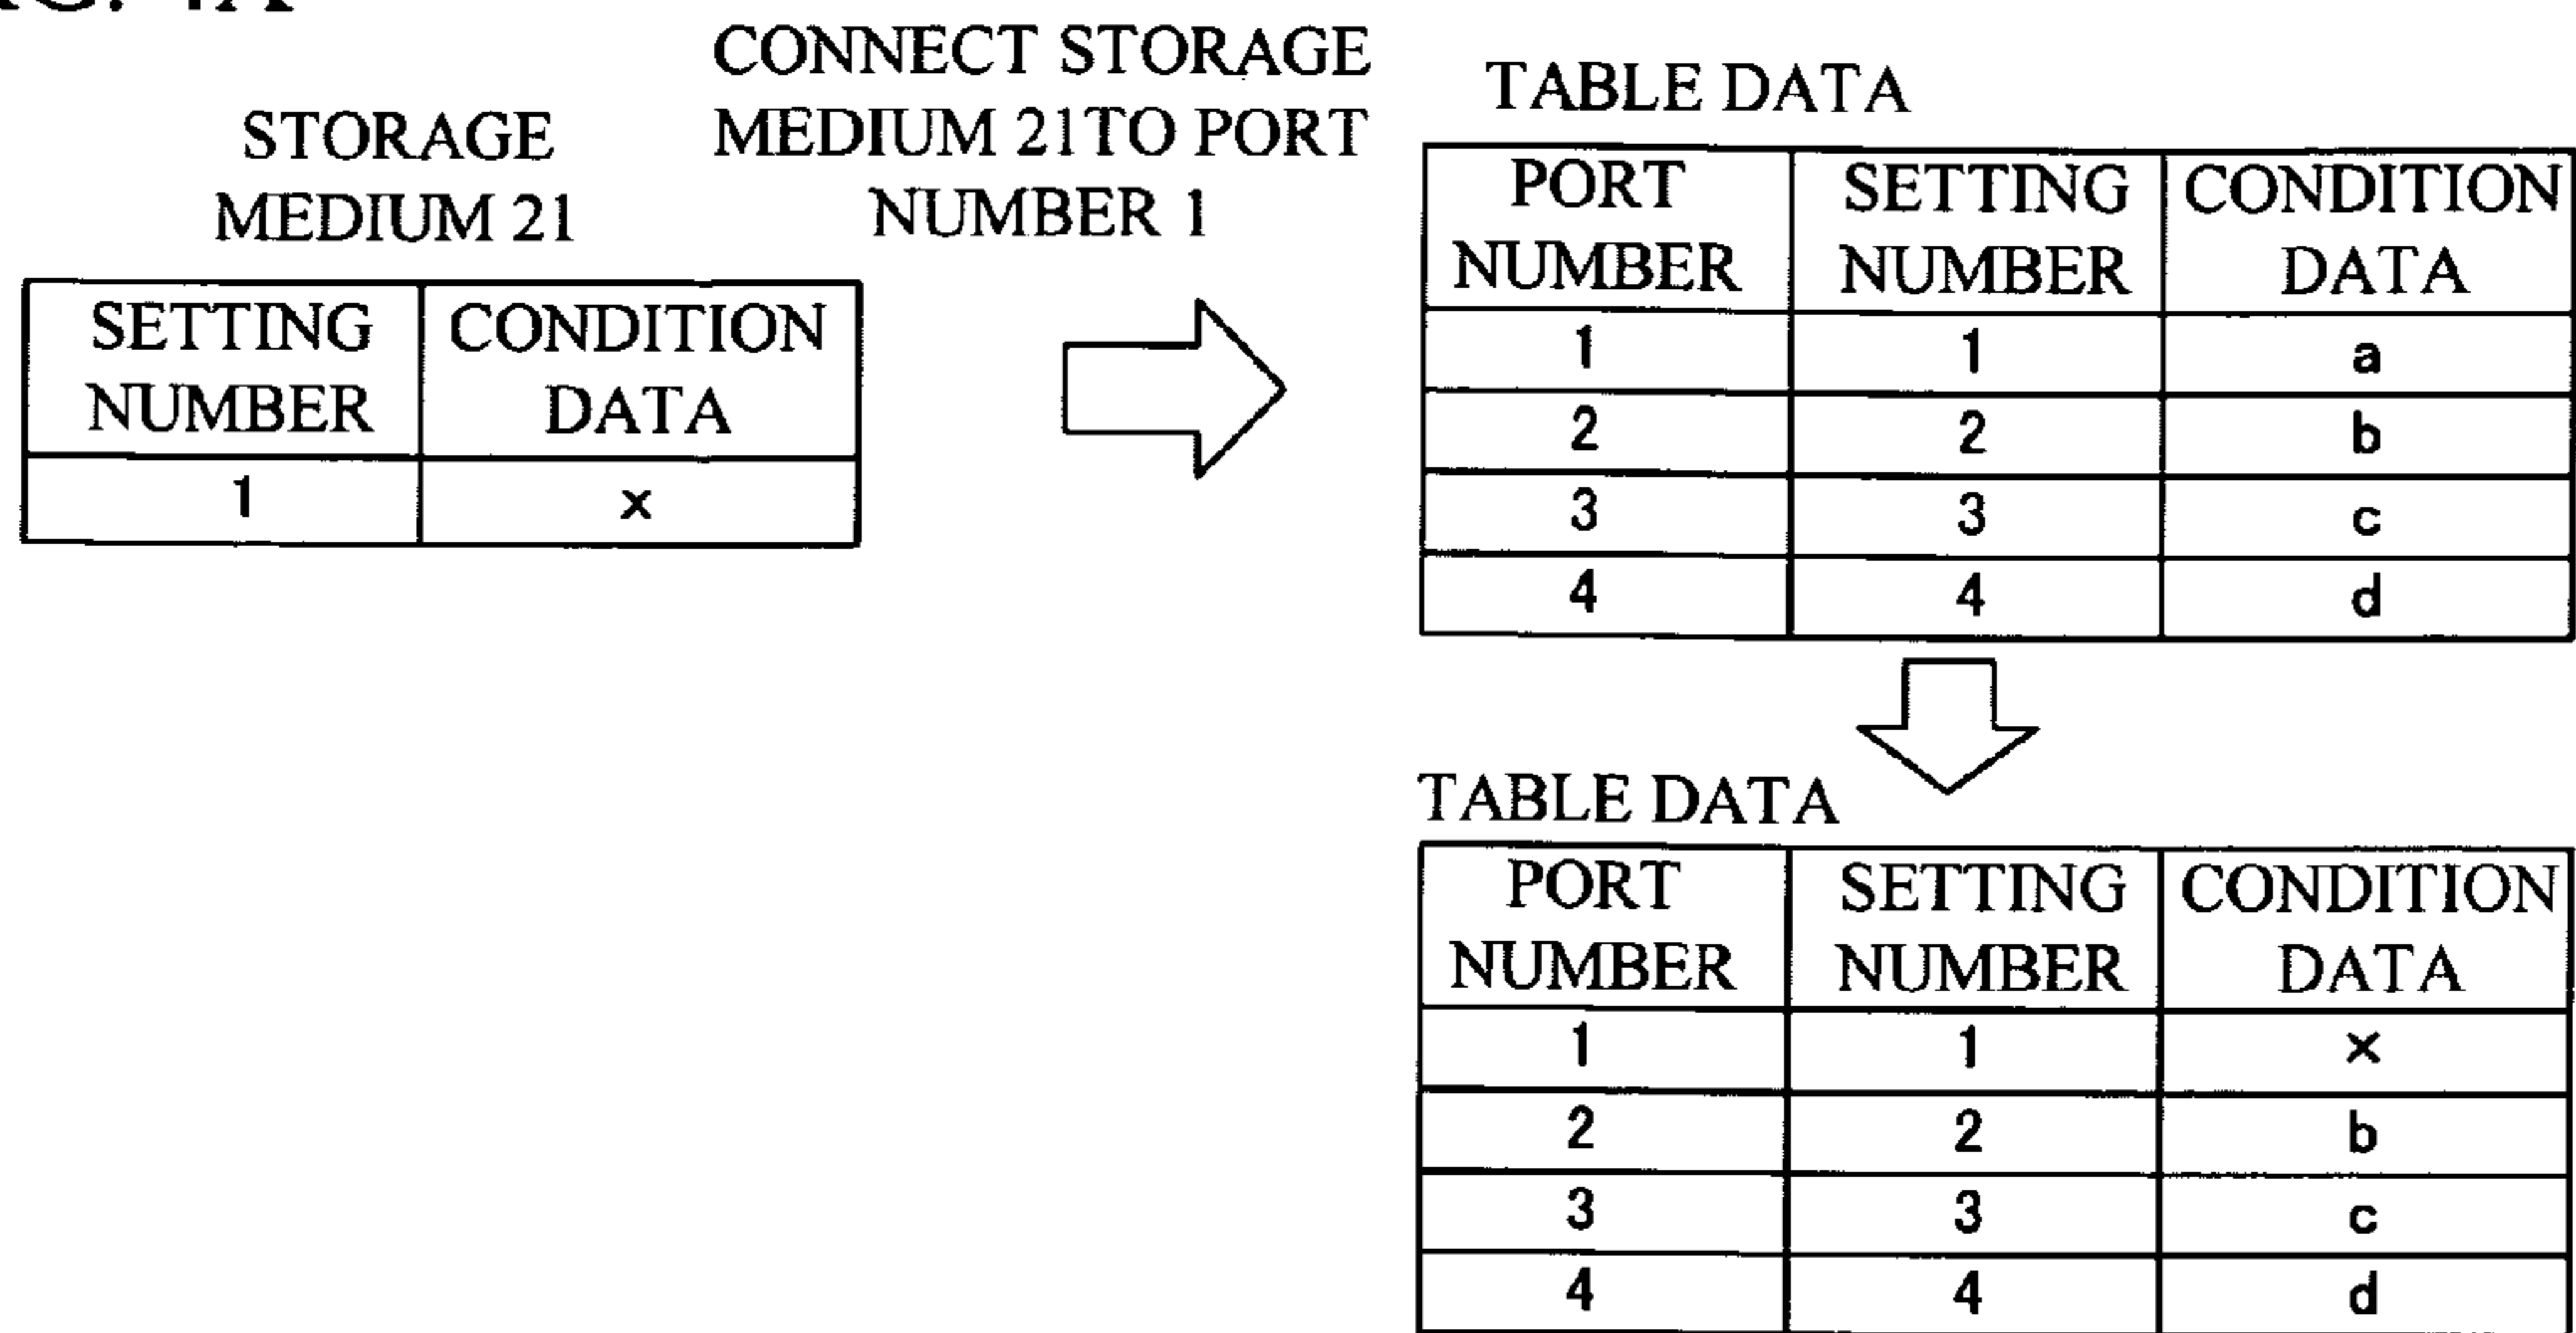 FIG. 4A
STORAGE
MEDIUM 21
SETTING NUMBER CONDITION DATA
1 x
CONNECT STORAGE
MEDIUM 21TO PORT
NUMBER 1
TABLE DATA
PORT NUMBER SETTING NUMBER CONDITION DATA
1 1 a
2 2 b
3 3 c
4 4 d
TABLE DATA
PORT NUMBER SETTING NUMBER CONDITION DATA
1 1 x
2 2 b
3 3 c
4 4 d